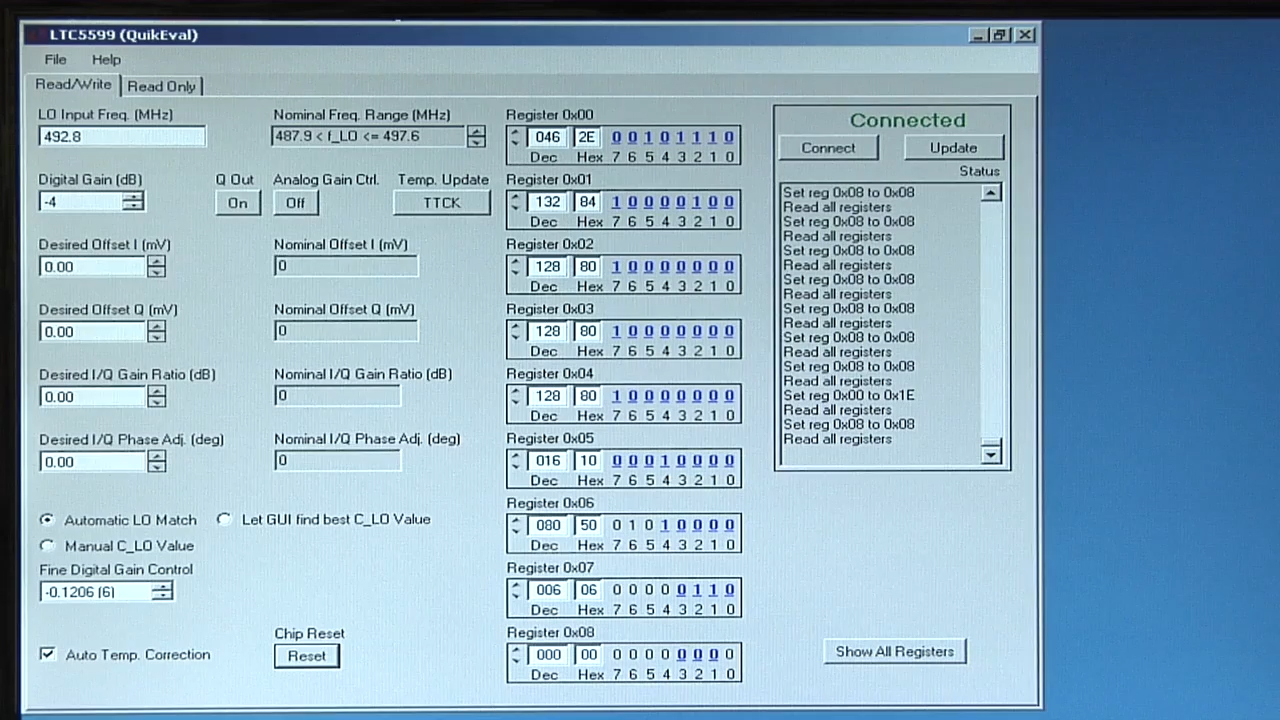 LTC5599 (QuikEval)
File Help
Read/Write Read Only
LO Input Freq. (MHz)
492.8
Nominal Freq. Range (MHz)
487.9 < f_LO <= 497.6
Digital Gain (dB)
-4
Q Out
On
Analog Gain Ctrl.
Off
Temp. Update
TTCK
Desired Offset I (mV)
0.00
Nominal Offset I (mV)
0
Desired Offset Q (mV)
0.00
Nominal Offset Q (mV)
0
Desired I/Q Gain Ratio (dB)
0.00
Nominal I/Q Gain Ratio (dB)
0
Desired I/Q Phase Adj. (deg)
0.00
Nominal I/Q Phase Adj. (deg)
0
Automatic LO Match
Let GUI find best C_LO Value
Manual C_LO Value
Fine Digital Gain Control
-0.1206 (6)
Auto Temp. Correction
Chip Reset
Reset
Register 0x00
046 2E 0 0 1 0 1 1 1 0
Dec Hex 7 6 5 4 3 2 1 0
Register 0x01
132 84 1 0 0 0 0 1 0 0
Dec Hex 7 6 5 4 3 2 1 0
Register 0x02
128 80 1 0 0 0 0 0 0 0
Dec Hex 7 6 5 4 3 2 1 0
Register 0x03
128 80 1 0 0 0 0 0 0 0
Dec Hex 7 6 5 4 3 2 1 0
Register 0x04
128 80 1 0 0 0 0 0 0 0
Dec Hex 7 6 5 4 3 2 1 0
Register 0x05
016 10 0 0 0 1 0 0 0 0
Dec Hex 7 6 5 4 3 2 1 0
Register 0x06
080 50 0 1 0 1 0 0 0 0
Dec Hex 7 6 5 4 3 2 1 0
Register 0x07
006 06 0 0 0 0 0 1 1 0
Dec Hex 7 6 5 4 3 2 1 0
Register 0x08
000 00 0 0 0 0 0 0 0 0
Dec Hex 7 6 5 4 3 2 1 0
Connected
Connect Update
Status
Set reg 0x08 to 0x08
Read all registers
Set reg 0x08 to 0x08
Read all registers
Set reg 0x08 to 0x08
Read all registers
Set reg 0x08 to 0x08
Read all registers
Set reg 0x08 to 0x08
Read all registers
Set reg 0x08 to 0x08
Read all registers
Set reg 0x08 to 0x08
Read all registers
Set reg 0x00 to 0x1E
Read all registers
Set reg 0x08 to 0x08
Read all registers
Show All Registers